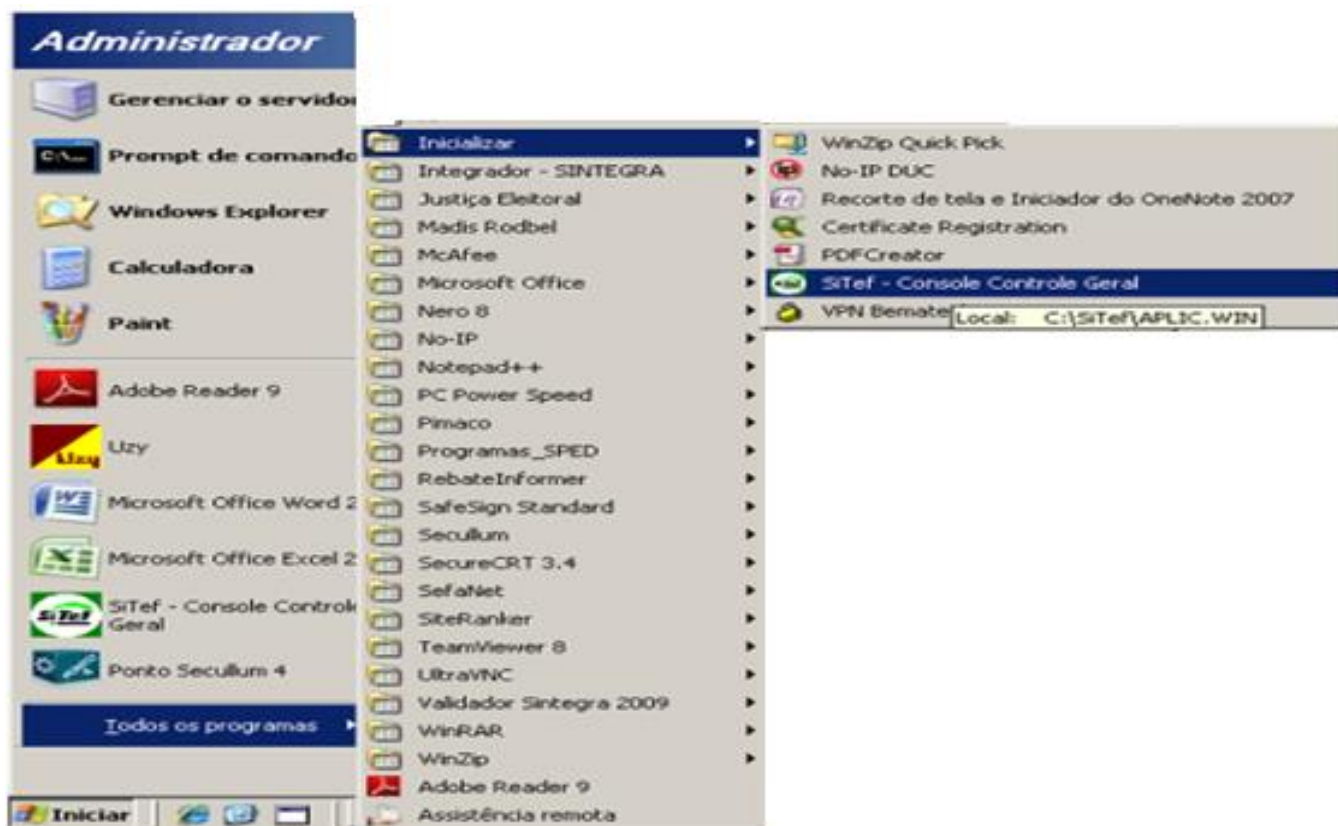 Administrador
Gerenciar o servidor
Prompt de comando
Windows Explorer
Calculadora
Paint
Adobe Reader 9
Lizy
Microsoft Office Word 2
Microsoft Office Excel 2
SiTef
SiTef - Console Controle
Geral
Ponto Secullum 4
Todos os programas
Iniciar
Inicializar
Integrador - SINTEGRA
Justiça Eleitoral
Madis Rodbel
McAfee
Microsoft Office
Nero 8
No-IP
Notepad++
PC Power Speed
Pimaco
Programas_SPED
RebateInformer
SafeSign Standard
Secullum
SecureCRT 3.4
SefaNet
SiteRanker
TeamViewer 8
UltraVNC
Validador Sintegra 2009
WinRAR
WinZip
Adobe Reader 9
Assistência remota
WinZip Quick Pick
No-IP DUC
Recorte de tela e Iniciador do OneNote 2007
Certificate Registration
PDFCreator
SiTef - Console Controle Geral
VPN Bemate
Local: C:\SiTef\APLIC.WIN